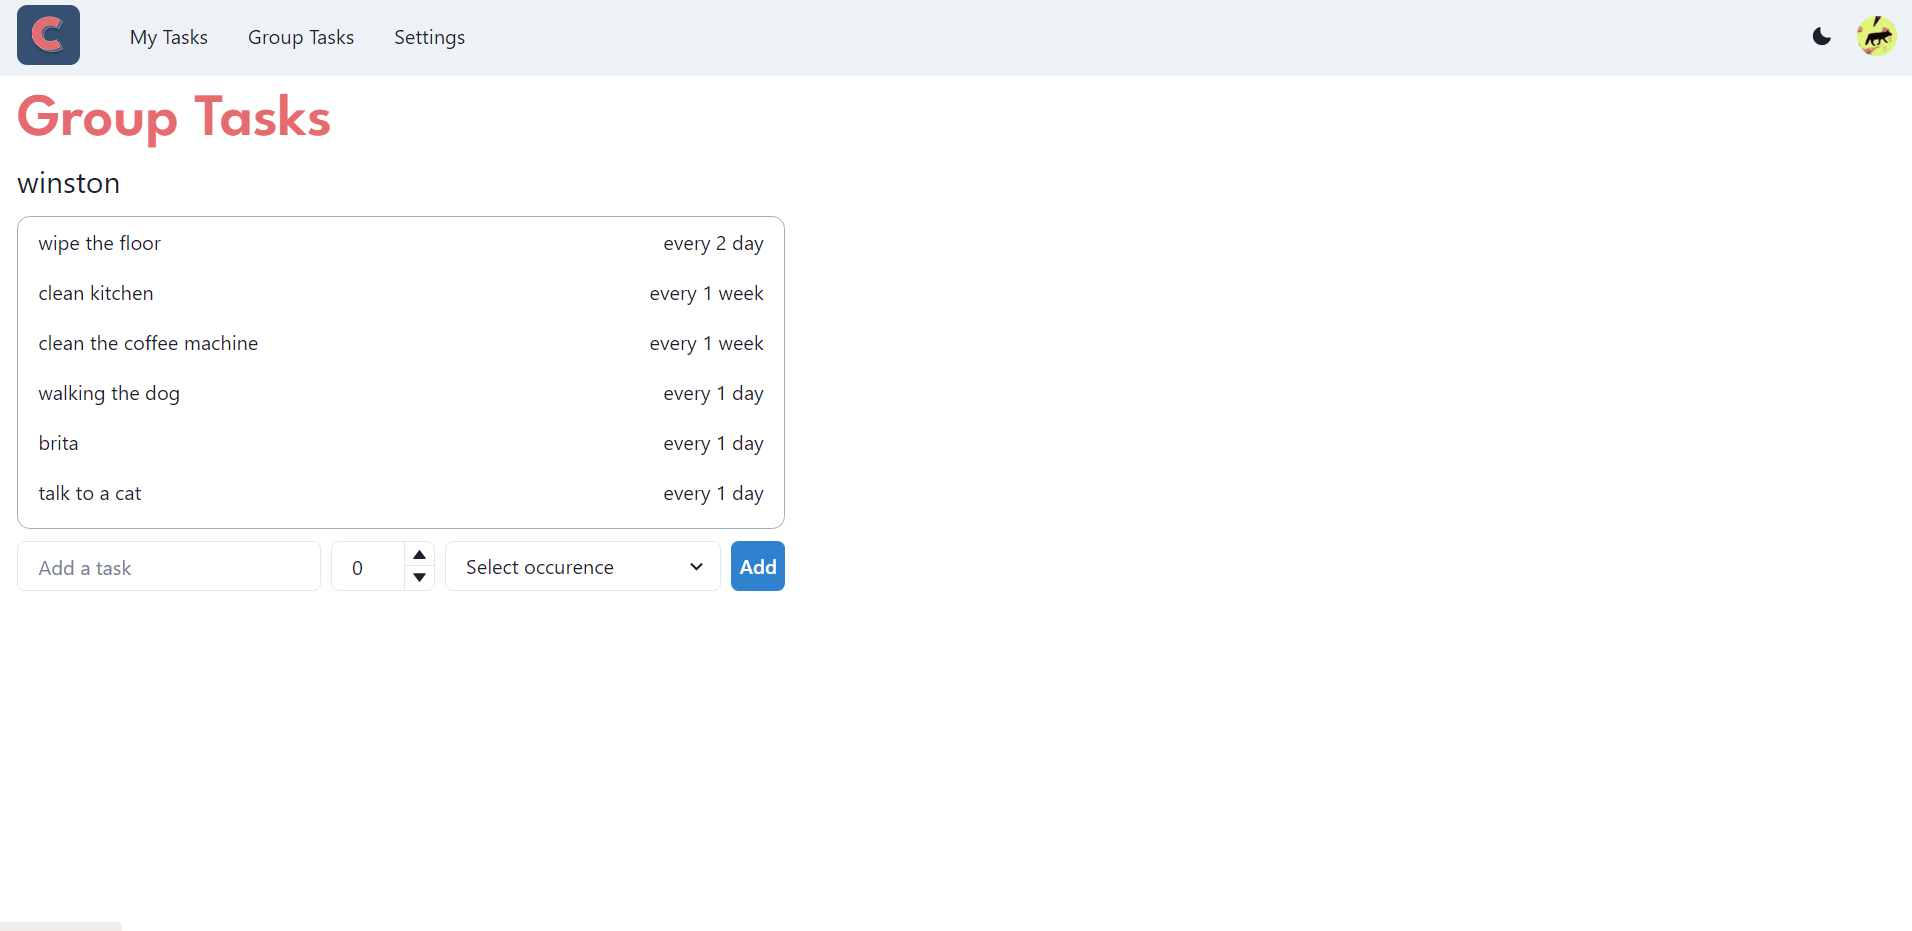 C
My Tasks Group Tasks Settings
Group Tasks
winston
wipe the floor every 2 day
clean kitchen every 1 week
clean the coffee machine every 1 week
walking the dog every 1 day
brita every 1 day
talk to a cat every 1 day
Add a task 0 Select occurence Add